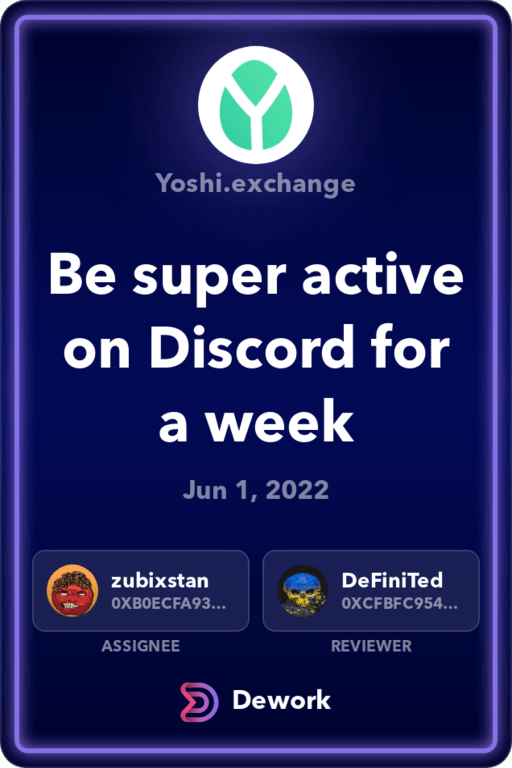 Yoshi.exchange
Be super active
on Discord for
a week
Jun 1, 2022
zubixstan
0XB0ECFA93...
ASSIGNEE
DeFiniTed
0XCFBFC954...
REVIEWER
Dework